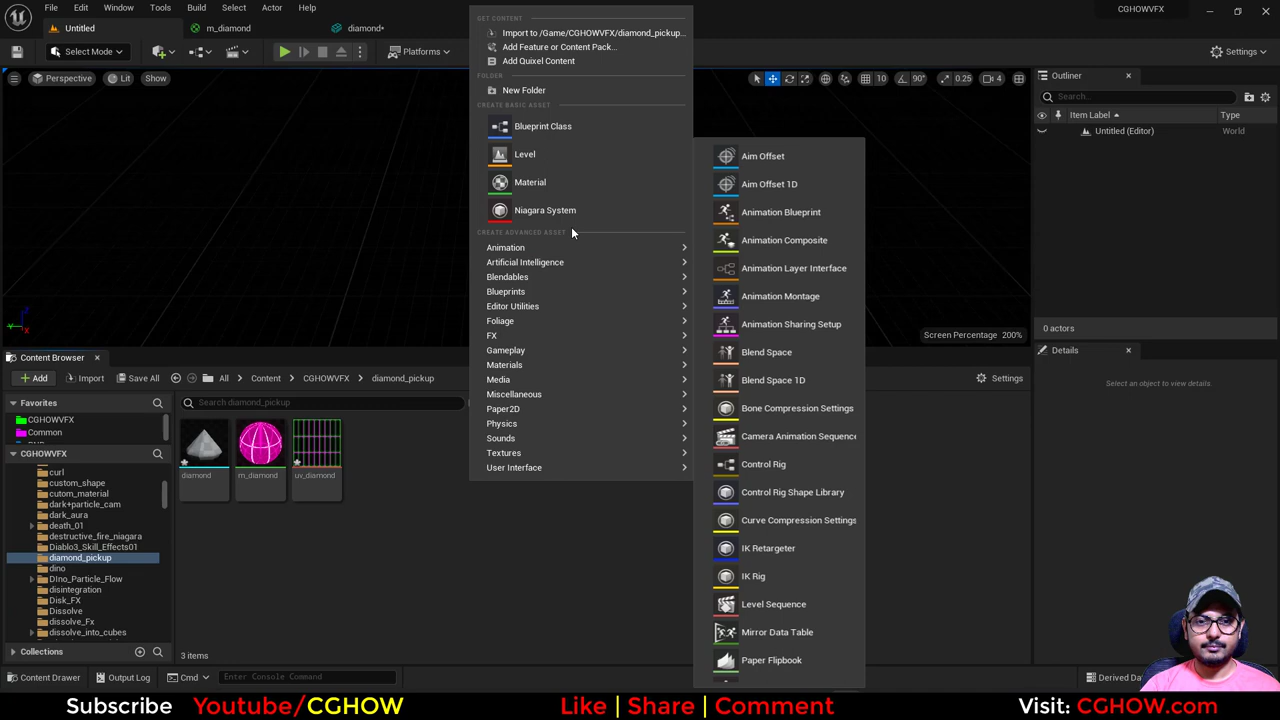 File
Edit
Window
Tools
Build
Select
Actor
Help
CGHOWVFX
Untitled
m_diamond
diamond*
Select Mode
Platforms
Settings
Perspective
Lit
Show
10
90°
0.25
4
Screen Percentage 200%
GET CONTENT
Import to /Game/CGHOWVFX/diamond_pickup...
Add Feature or Content Pack...
Add Quixel Content
FOLDER
New Folder
CREATE BASIC ASSET
Blueprint Class
Level
Material
Niagara System
CREATE ADVANCED ASSET
Animation
Artificial Intelligence
Blendables
Blueprints
Editor Utilities
Foliage
FX
Gameplay
Materials
Media
Miscellaneous
Paper2D
Physics
Sounds
Textures
User Interface
Aim Offset
Aim Offset 1D
Animation Blueprint
Animation Composite
Animation Layer Interface
Animation Montage
Animation Sharing Setup
Blend Space
Blend Space 1D
Bone Compression Settings
Camera Animation Sequence
Control Rig
Control Rig Shape Library
Curve Compression Settings
IK Retargeter
IK Rig
Level Sequence
Mirror Data Table
Paper Flipbook
Outliner
Search...
Item Label
Type
Untitled (Editor)
World
0 actors
Details
Select an object to view details.
Content Browser
Add
Import
Save All
All
Content
CGHOWVFX
diamond_pickup
Settings
Favorites
CGHOWVFX
Common
CGHOWVFX
curl
custom_shape
cutom_material
dark+particle_cam
dark_aura
death_01
destructive_fire_niagara
Diablo3_Skill_Effects01
diamond_pickup
dino
DIno_Particle_Flow
disintegration
Disk_FX
Dissolve
dissolve_Fx
dissolve_into_cubes
Collections
Search diamond_pickup
diamond
m_diamond
uv_diamond
3 items
Content Drawer
Output Log
Cmd
Enter Console Command
Derived Da
Subscribe Youtube/CGHOW
Like | Share | Comment
Visit: CGHOW.com